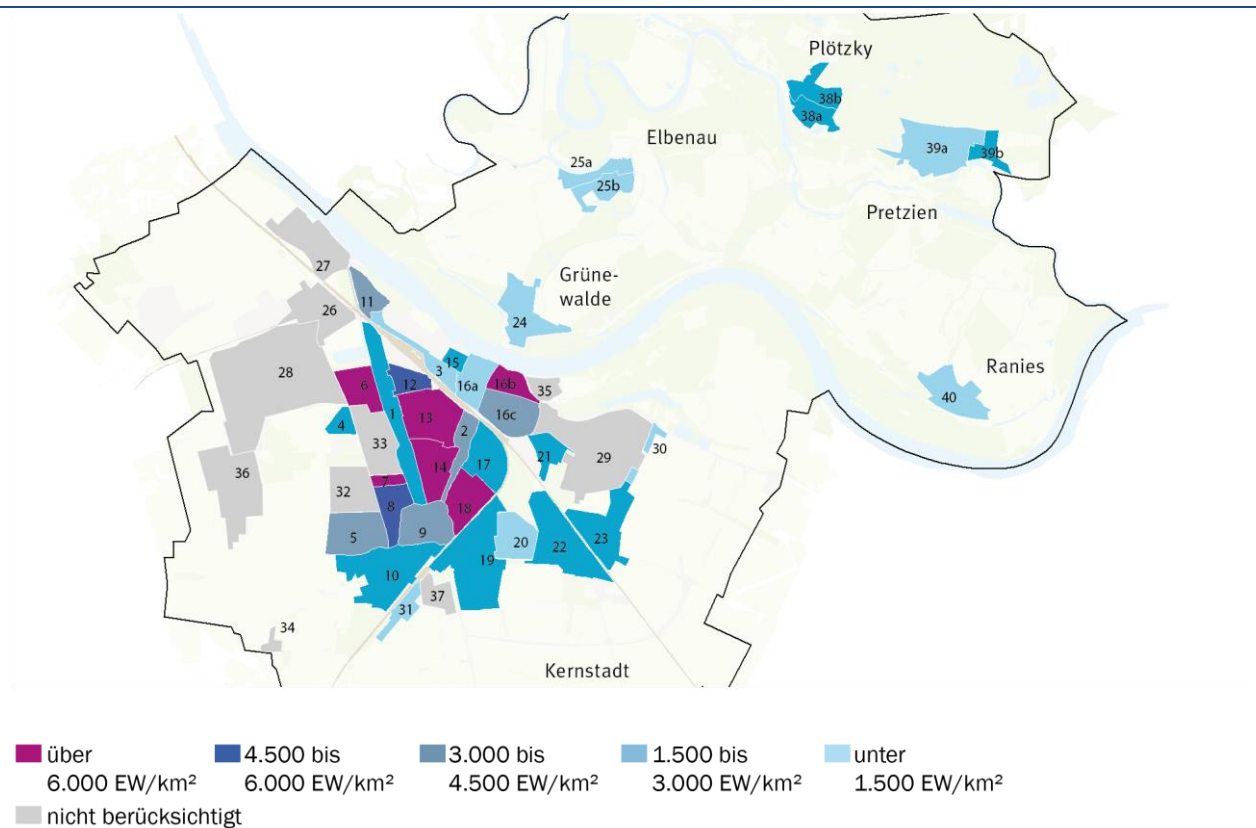 Plötzky
38b
38a
Elbenau
39a
39b
25a
25b
Pretzien
27
Grüne-
walde
11
26
24
Ranies
15
3
28
12
16b
35
6
16a
40
1
16c
13
4
2
33
30
21
29
14
17
36
7
32
8
18
5
9
20
22
23
19
10
37
31
34
Kernstadt
über
6.000 EW/km²
4.500 bis
6.000 EW/km²
3.000 bis
4.500 EW/km²
1.500 bis
3.000 EW/km²
unter
1.500 EW/km²
nicht berücksichtigt